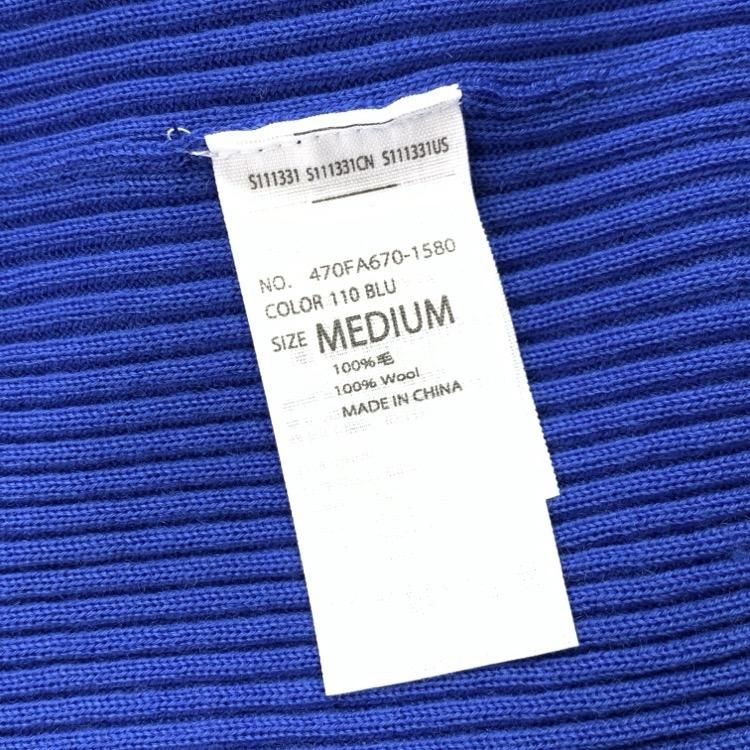 S111331 S111331CN S111331US
NO. 470FA670-1580
COLOR 110 BLU
SIZE MEDIUM
100%毛
100% Wool
MADE IN CHINA